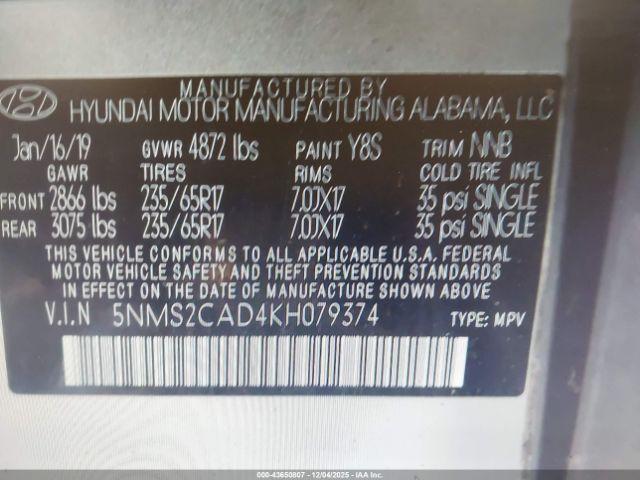 MANUFACTURED BY
HYUNDAI MOTOR MANUFACTURING ALABAMA, LLC
Jan/16/19 GVWR 4872 lbs PAINT Y8S TRIM NNB
GAWR TIRES RIMS COLD TIRE INFL
FRONT 2866 lbs 235/65R17 7.0JX17 35 psi SINGLE
REAR 3075 lbs 235/65R17 7.0JX17 35 psi SINGLE
THIS VEHICLE CONFORMS TO ALL APPLICABLE U.S.A. FEDERAL
MOTOR VEHICLE SAFETY AND THEFT PREVENTION STANDARDS
IN EFFECT ON THE DATE OF MANUFACTURE SHOWN ABOVE.
V.I.N 5NMS2CAD4KH079374 TYPE: MPV
000-43650807 - 12/04/2025 - IAA Inc.